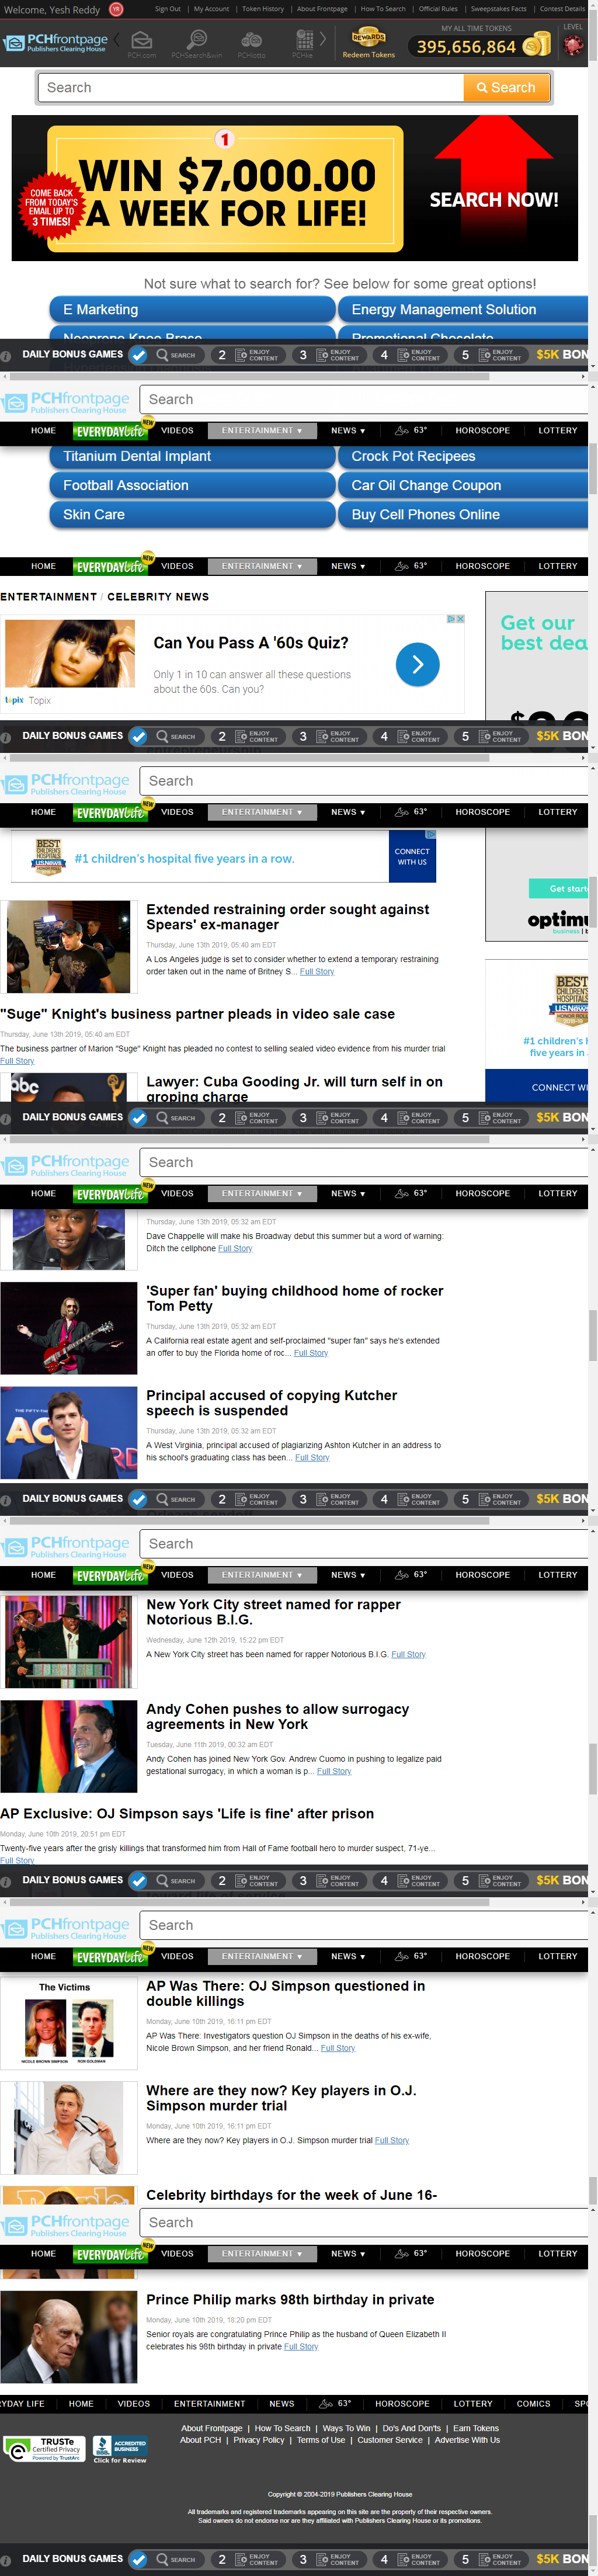 Welcome, Yesh Reddy YR Sign Out | My Account | Token History | About Frontpage | How To Search | Official Rules | Sweepstakes Facts | Contest Details
PCHfrontpage
Publishers Clearing House
PCH.com PCHSearch&win PCHlotto
REWARDS
Redeem Tokens
MY ALL TIME TOKENS
395,656,864
LEVEL
Search Search
1
WIN $7,000.00
A WEEK FOR LIFE!
COME BACK
FROM TODAY'S
EMAIL UP TO
3 TIMES!
SEARCH NOW!
Not sure what to search for? See below for some great options!
E Marketing Energy Management Solution
Neoprene Knee Brace Promotional Chocolate
DAILY BONUS GAMES SEARCH 2 ENJOY CONTENT 3 ENJOY CONTENT 4 ENJOY CONTENT 5 ENJOY CONTENT $5K BON
PCHfrontpage
Publishers Clearing House
Search
HOME EVERYDAYlife NEW VIDEOS ENTERTAINMENT ▼ NEWS ▼ 63° HOROSCOPE LOTTERY
Titanium Dental Implant Crock Pot Recipees
Football Association Car Oil Change Coupon
Skin Care Buy Cell Phones Online
HOME EVERYDAYlife NEW VIDEOS ENTERTAINMENT ▼ NEWS ▼ 63° HOROSCOPE LOTTERY
ENTERTAINMENT / CELEBRITY NEWS
Can You Pass A '60s Quiz?
Only 1 in 10 can answer all these questions
about the 60s. Can you?
topix Topix
Get our
best dea
DAILY BONUS GAMES SEARCH 2 ENJOY CONTENT 3 ENJOY CONTENT 4 ENJOY CONTENT 5 ENJOY CONTENT $5K BON
PCHfrontpage
Publishers Clearing House
Search
HOME EVERYDAYlife NEW VIDEOS ENTERTAINMENT ▼ NEWS ▼ 63° HOROSCOPE LOTTERY
BEST
CHILDREN'S
HOSPITALS
U.S.News
#1 children's hospital five years in a row.
CONNECT
WITH US
Get starte
optimu
business | b
Extended restraining order sought against
Spears' ex-manager
Thursday, June 13th 2019, 05:40 am EDT
A Los Angeles judge is set to consider whether to extend a temporary restraining
order taken out in the name of Britney S... Full Story
BEST
CHILDREN'S
HOSPITALS
U.S.News
HONOR ROLL
#1 children's h
five years in
CONNECT WI
"Suge" Knight's business partner pleads in video sale case
Thursday, June 13th 2019, 05:40 am EDT
The business partner of Marion "Suge" Knight has pleaded no contest to selling sealed video evidence from his murder trial
Full Story
abc
Lawyer: Cuba Gooding Jr. will turn self in on
groping charge
DAILY BONUS GAMES SEARCH 2 ENJOY CONTENT 3 ENJOY CONTENT 4 ENJOY CONTENT 5 ENJOY CONTENT $5K BON
PCHfrontpage
Publishers Clearing House
Search
HOME EVERYDAYlife NEW VIDEOS ENTERTAINMENT ▼ NEWS ▼ 63° HOROSCOPE LOTTERY
Thursday, June 13th 2019, 05:32 am EDT
Dave Chappelle will make his Broadway debut this summer but a word of warning:
Ditch the cellphone Full Story
'Super fan' buying childhood home of rocker
Tom Petty
Thursday, June 13th 2019, 05:32 am EDT
A California real estate agent and self-proclaimed "super fan" says he's extended
an offer to buy the Florida home of roc... Full Story
Principal accused of copying Kutcher
speech is suspended
Thursday, June 13th 2019, 05:32 am EDT
A West Virginia, principal accused of plagiarizing Ashton Kutcher in an address to
his school's graduating class has been... Full Story
DAILY BONUS GAMES SEARCH 2 ENJOY CONTENT 3 ENJOY CONTENT 4 ENJOY CONTENT 5 ENJOY CONTENT $5K BON
PCHfrontpage
Publishers Clearing House
Search
HOME EVERYDAYlife NEW VIDEOS ENTERTAINMENT ▼ NEWS ▼ 63° HOROSCOPE LOTTERY
New York City street named for rapper
Notorious B.I.G.
Wednesday, June 12th 2019, 15:22 pm EDT
A New York City street has been named for rapper Notorious B.I.G. Full Story
Andy Cohen pushes to allow surrogacy
agreements in New York
Tuesday, June 11th 2019, 00:32 am EDT
Andy Cohen has joined New York Gov. Andrew Cuomo in pushing to legalize paid
gestational surrogacy, in which a woman is p... Full Story
AP Exclusive: OJ Simpson says 'Life is fine' after prison
Monday, June 10th 2019, 20:51 pm EDT
Twenty-five years after the grisly killings that transformed him from Hall of Fame football hero to murder suspect, 71-ye...
Full Story
DAILY BONUS GAMES SEARCH 2 ENJOY CONTENT 3 ENJOY CONTENT 4 ENJOY CONTENT 5 ENJOY CONTENT $5K BON
PCHfrontpage
Publishers Clearing House
Search
HOME EVERYDAYlife NEW VIDEOS ENTERTAINMENT ▼ NEWS ▼ 63° HOROSCOPE LOTTERY
The Victims
NICOLE BROWN SIMPSON RON GOLDMAN
AP Was There: OJ Simpson questioned in
double killings
Monday, June 10th 2019, 16:11 pm EDT
AP Was There: Investigators question OJ Simpson in the deaths of his ex-wife,
Nicole Brown Simpson, and her friend Ronald... Full Story
Where are they now? Key players in O.J.
Simpson murder trial
Monday, June 10th 2019, 16:11 pm EDT
Where are they now? Key players in O.J. Simpson murder trial Full Story
Celebrity birthdays for the week of June 16-
PCHfrontpage
Publishers Clearing House
Search
HOME EVERYDAYlife NEW VIDEOS ENTERTAINMENT ▼ NEWS ▼ 63° HOROSCOPE LOTTERY
Prince Philip marks 98th birthday in private
Monday, June 10th 2019, 18:20 pm EDT
Senior royals are congratulating Prince Philip as the husband of Queen Elizabeth II
celebrates his 98th birthday in private Full Story
RYDAY LIFE HOME VIDEOS ENTERTAINMENT NEWS 63° HOROSCOPE LOTTERY COMICS SPO
About Frontpage | How To Search | Ways To Win | Do's And Don'ts | Earn Tokens
About PCH | Privacy Policy | Terms of Use | Customer Service | Advertise With Us
TRUSTe
Certified Privacy
Powered by TrustArc
BBB
ACCREDITED
BUSINESS
Click for Review
Copyright © 2004-2019 Publishers Clearing House
All trademarks and registered trademarks appearing on this site are the property of their respective owners.
Said owners do not endorse nor are they affiliated with Publishers Clearing House or its promotions.
DAILY BONUS GAMES SEARCH 2 ENJOY CONTENT 3 ENJOY CONTENT 4 ENJOY CONTENT 5 ENJOY CONTENT $5K BON